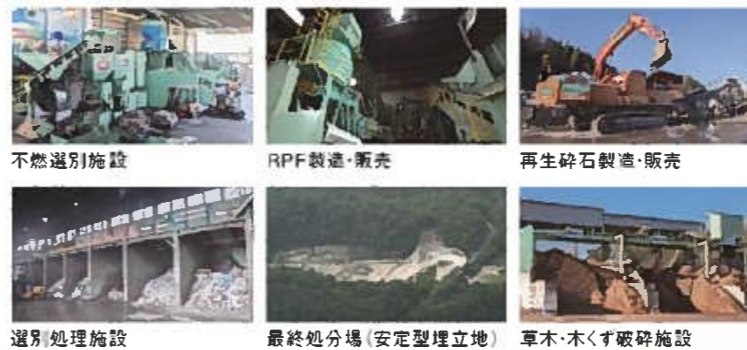 不燃選別施設
RPF製造・販売
再生砕石製造・販売
選別処理施設
最終処分場(安定型埋立地)
草木・木くず破砕施設